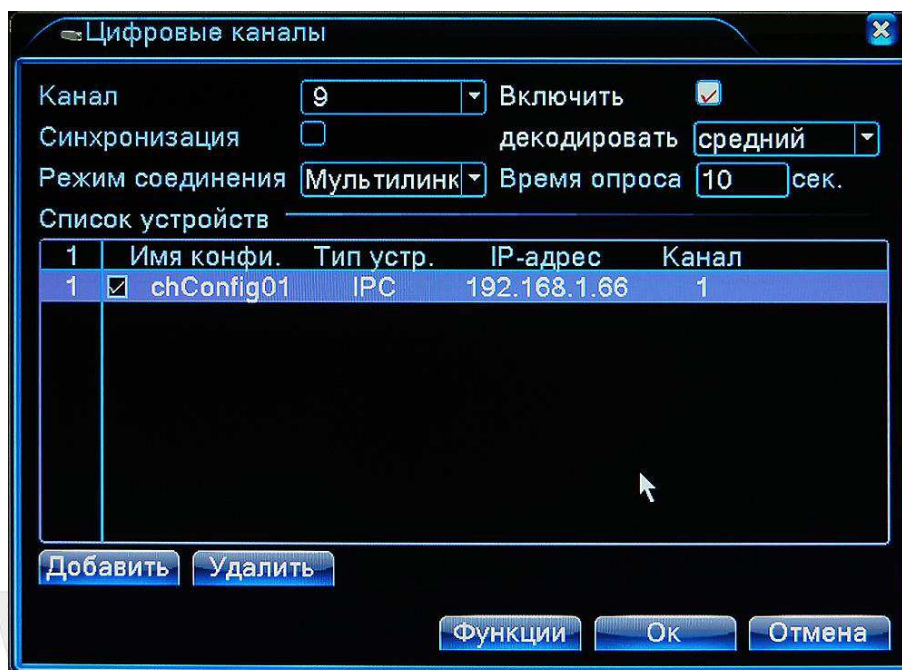 Цифровые каналы
Канал 9 Включить
Синхронизация декодировать средний
Режим соединения Мультилинк Время опроса 10 сек.
Список устройств
1 Имя конфи. Тип устр. IP-адрес Канал
1 chConfig01 IPC 192.168.1.66 1
Добавить Удалить
Функции Ок Отмена